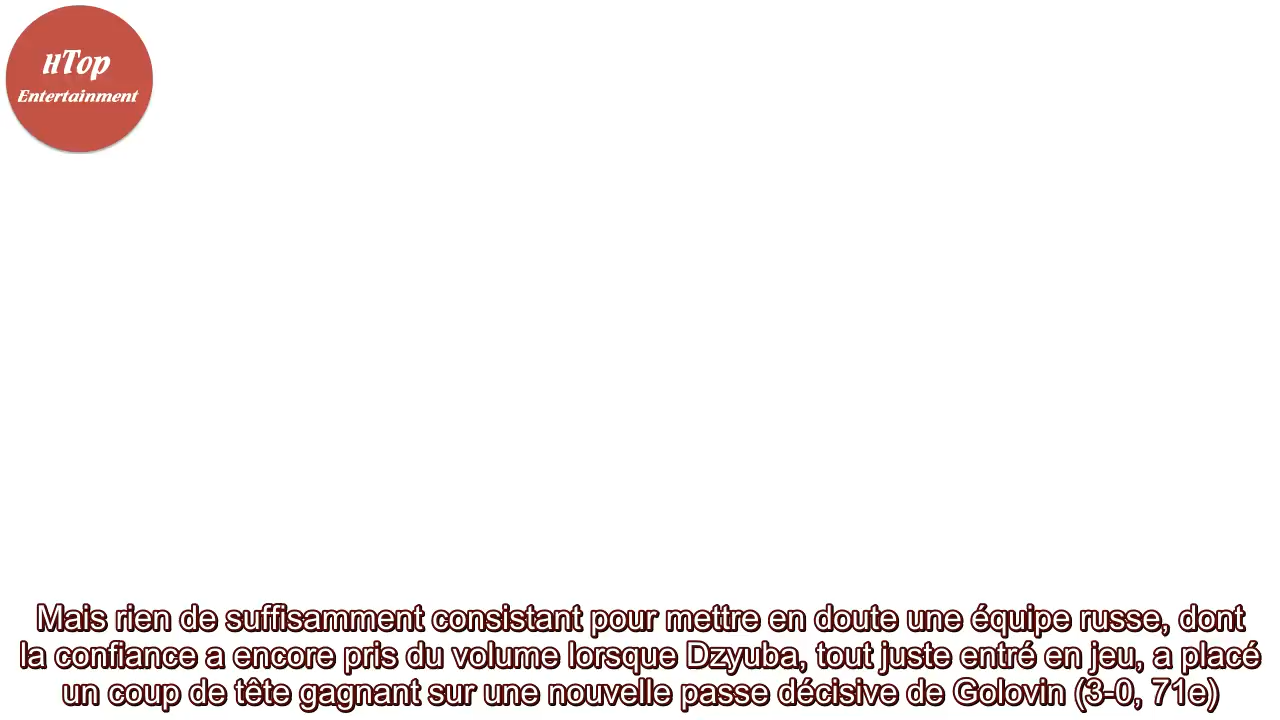 HTop
Entertainment
Mais rien de suffisamment consistant pour mettre en doute une équipe russe, dont
la confiance a encore pris du volume lorsque Dzyuba, tout juste entré en jeu, a placé
un coup de tête gagnant sur une nouvelle passe décisive de Golovin (3-0, 71e)